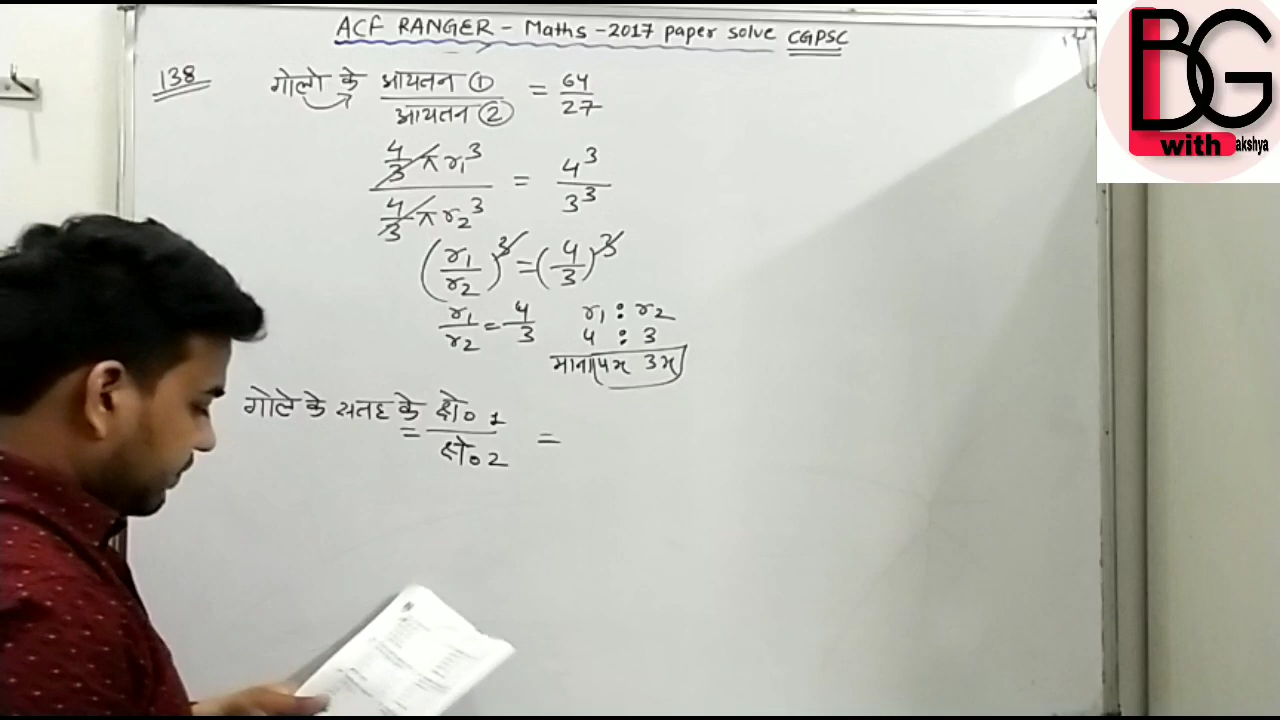 ACF RANGER - Maths - 2017 paper solve CGPSC
138
गोलो के आयतन ① / आयतन ② = 64/27
4/3 π r₁³ / 4/3 π r₂³ = 4³/3³
(r₁/r₂)³ = (4/3)³
r₁/r₂ = 4/3
r₁ : r₂
4 : 3
माना 4x 3x
गोले के सतह के क्षे० 1 / क्षे० 2 =
BG
with akshya